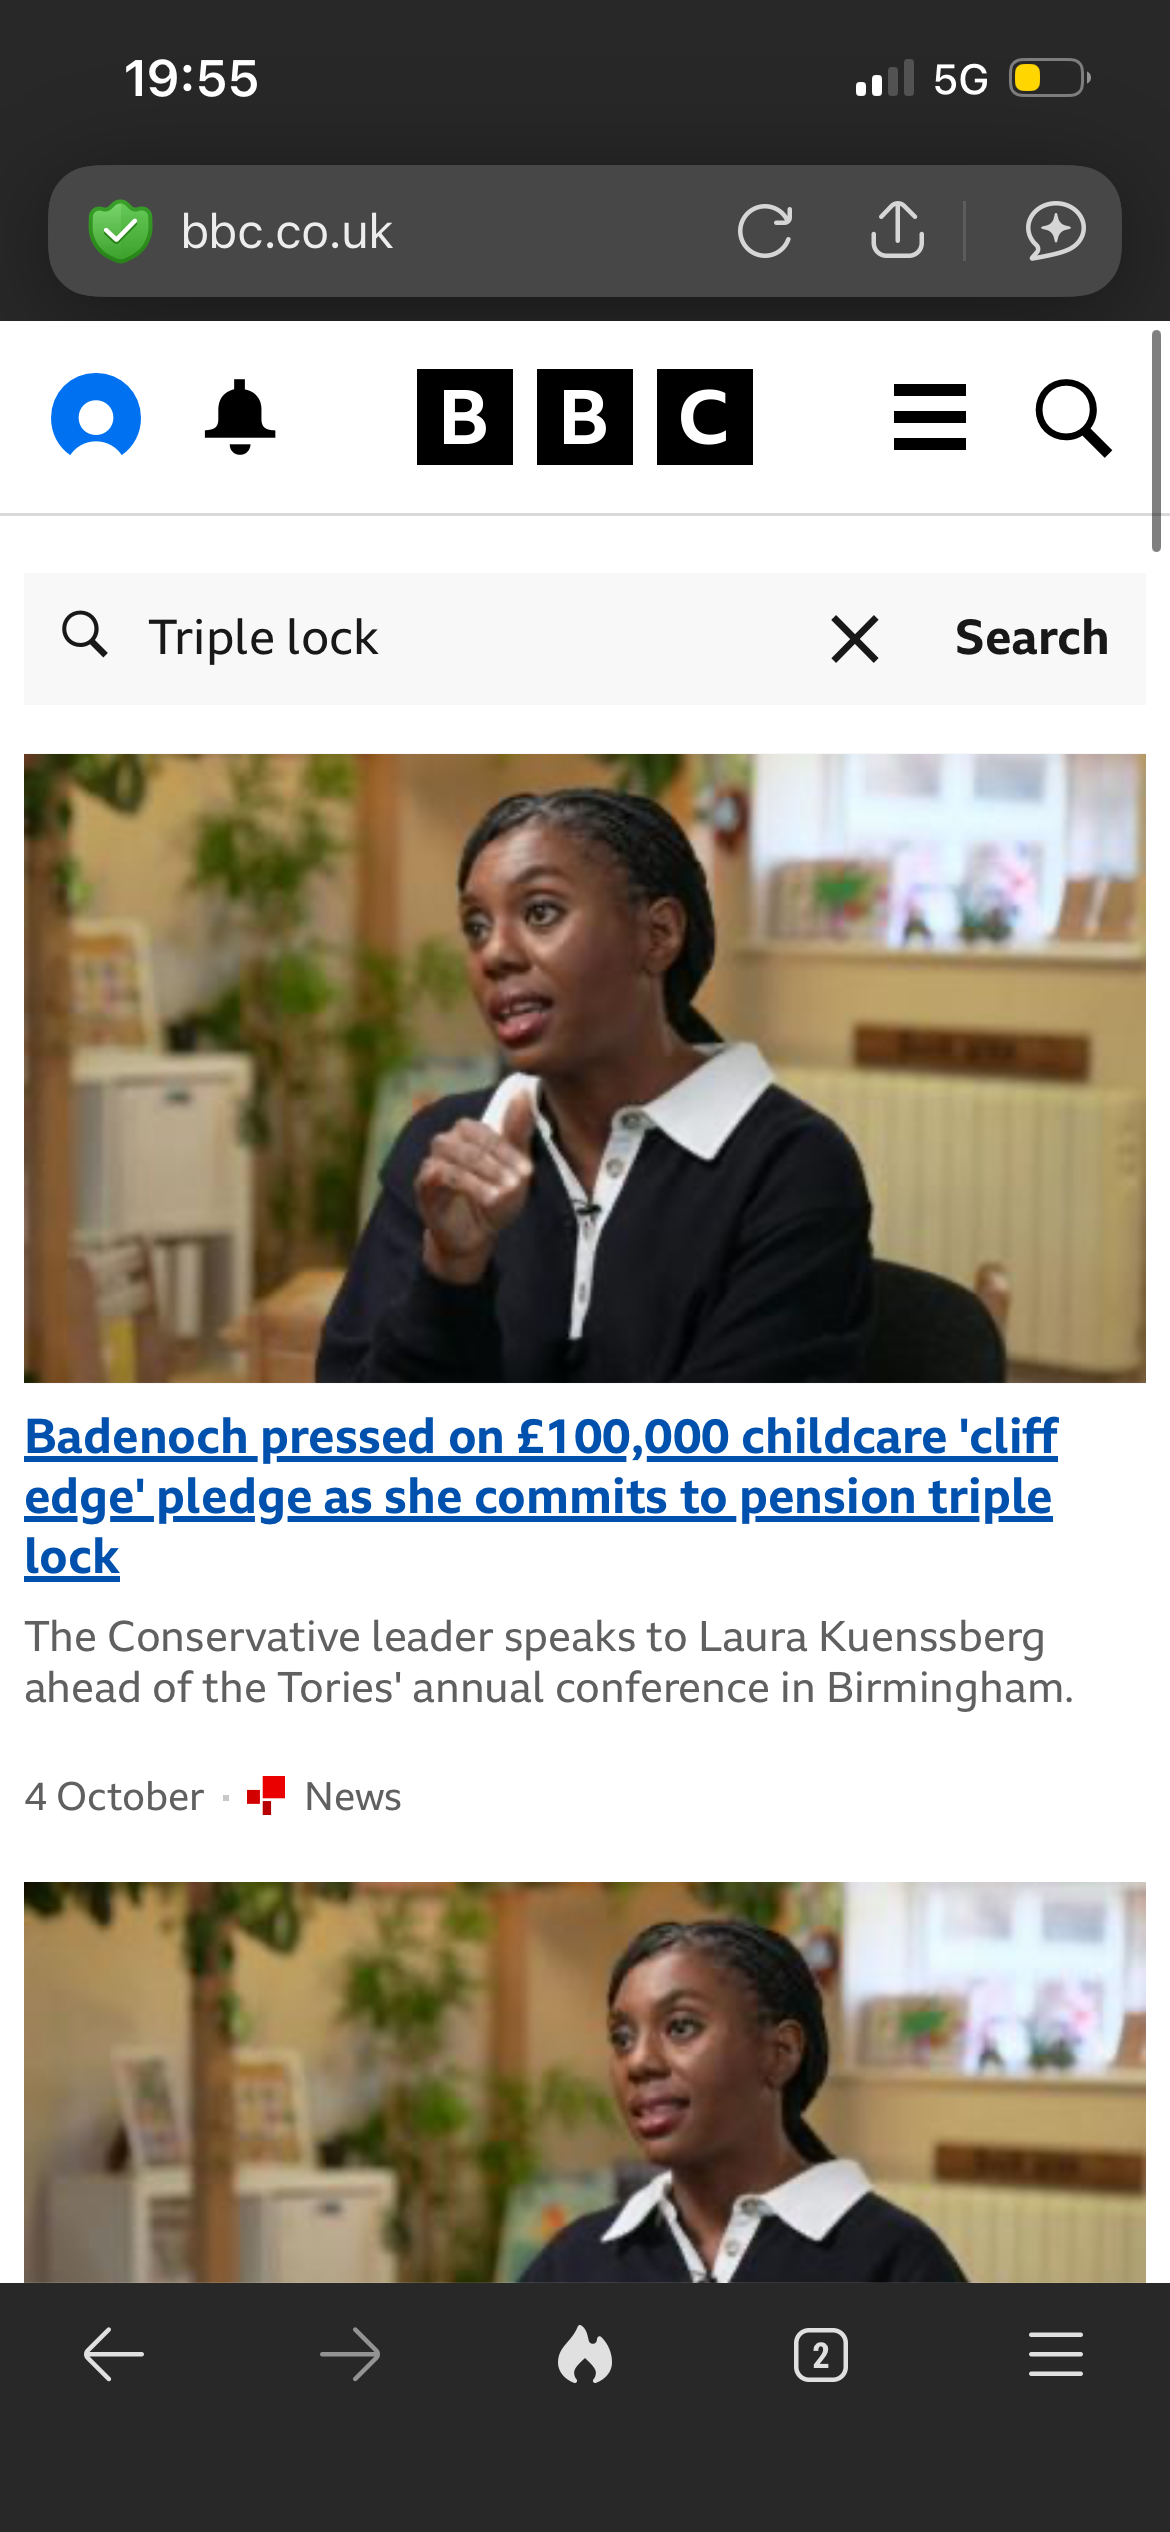 19:55
5G
bbc.co.uk
BBC
Triple lock
Search
Badenoch pressed on £100,000 childcare 'cliff
edge' pledge as she commits to pension triple
lock
The Conservative leader speaks to Laura Kuenssberg
ahead of the Tories' annual conference in Birmingham.
4 October · News
2